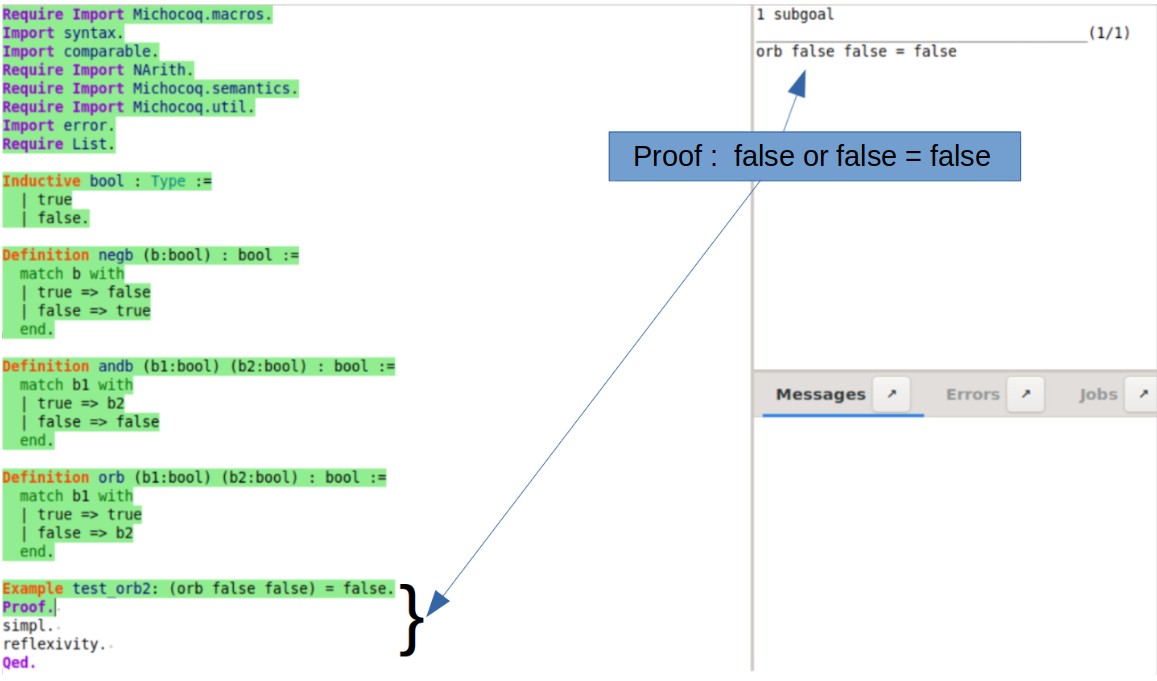 Require Import Michocoq.macros.
Import syntax.
Import comparable.
Require Import NArith.
Require Import Michocoq.semantics.
Require Import Michocoq.util.
Import error.
Require List.
Inductive bool : Type :=
| true
| false.
Definition negb (b:bool) : bool :=
match b with
| true => false
| false => true
end.
Definition andb (b1:bool) (b2:bool) : bool :=
match b1 with
| true => b2
| false => false
end.
Definition orb (b1:bool) (b2:bool) : bool :=
match b1 with
| true => true
| false => b2
end.
Example test_orb2: (orb false false) = false.
Proof.
simpl.
reflexivity.
Qed.
}
1 subgoal
(1/1)
orb false false = false
Proof : false or false = false
Messages Errors Jobs